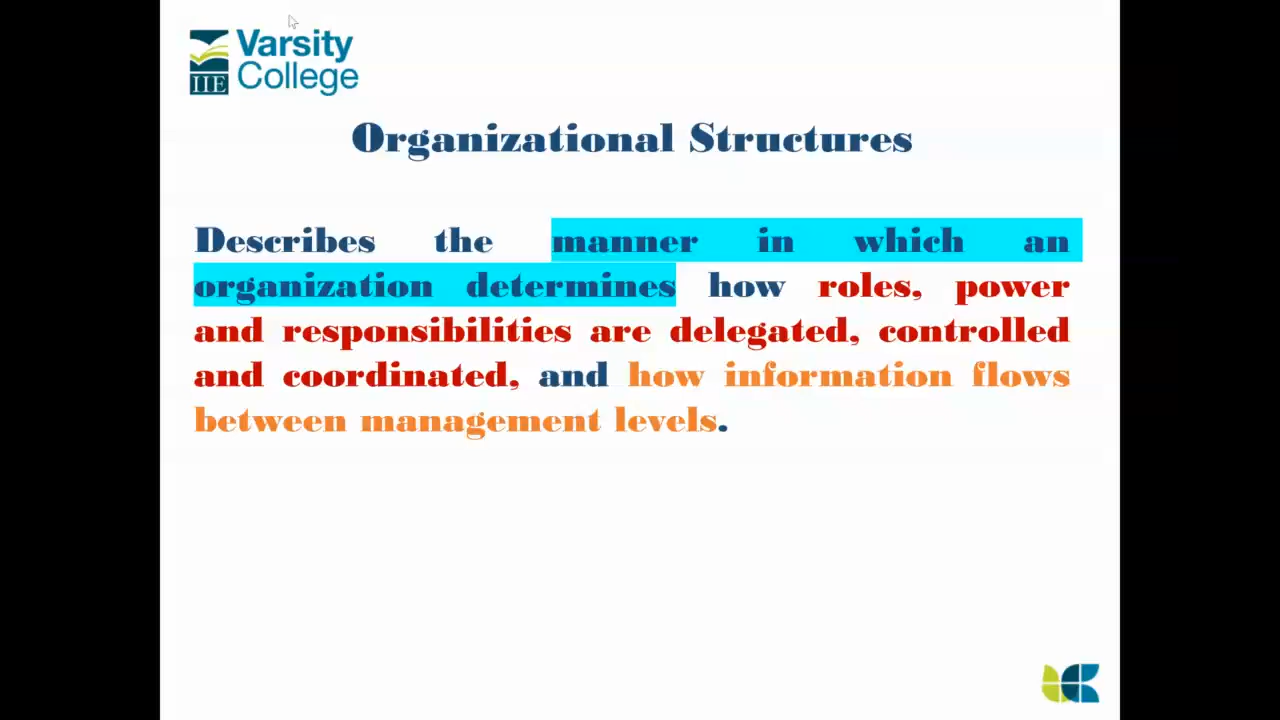 Varsity
College
IIE
Organizational Structures
Describes the manner in which an
organization determines how roles, power
and responsibilities are delegated, controlled
and coordinated, and how information flows
between management levels.